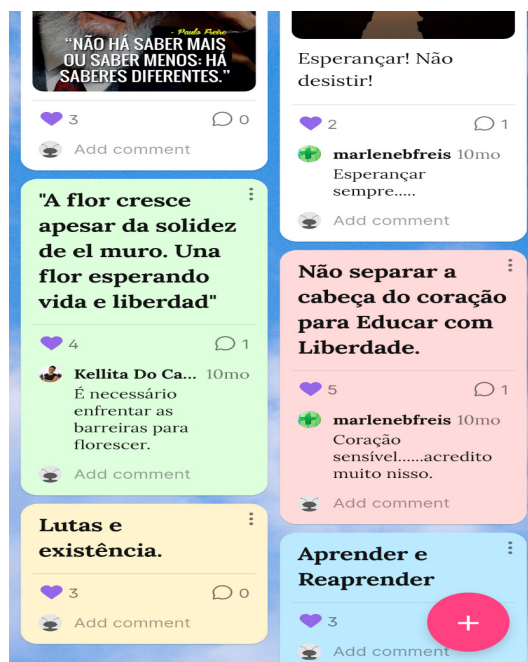 - Paulo Freire
“NÃO HÁ SABER MAIS
OU SABER MENOS: HÁ
SABERES DIFERENTES.”
3
0
Add comment
"A flor cresce
apesar da solidez
de el muro. Una
flor esperando
vida e liberdad"
4
1
Kellita Do Ca... 10mo
É necessário
enfrentar as
barreiras para
florescer.
Add comment
Lutas e
existência.
3
0
Add comment
Esperançar! Não
desistir!
2
1
marlenebfreis 10mo
Esperançar
sempre.....
Add comment
Não separar a
cabeça do coração
para Educar com
Liberdade.
5
1
marlenebfreis 10mo
Coração
sensível......acredito
muito nisso.
Add comment
Aprender e
Reaprender
3
Add comment